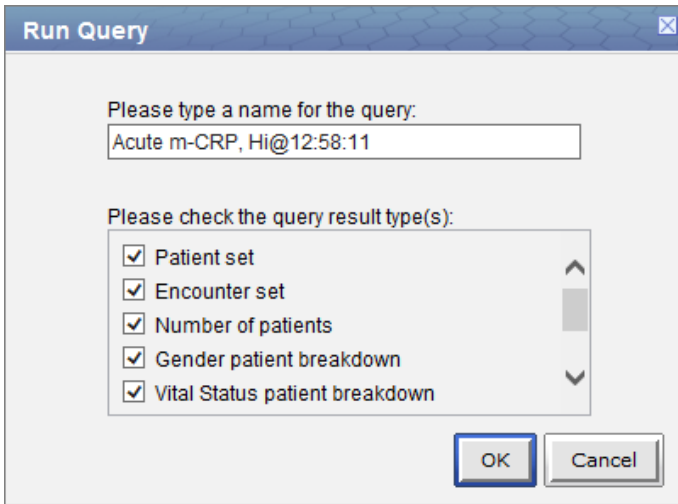 Run Query
Please type a name for the query:
Acute m-CRP, Hi@12:58:11
Please check the query result type(s):
Patient set
Encounter set
Number of patients
Gender patient breakdown
Vital Status patient breakdown
OK Cancel